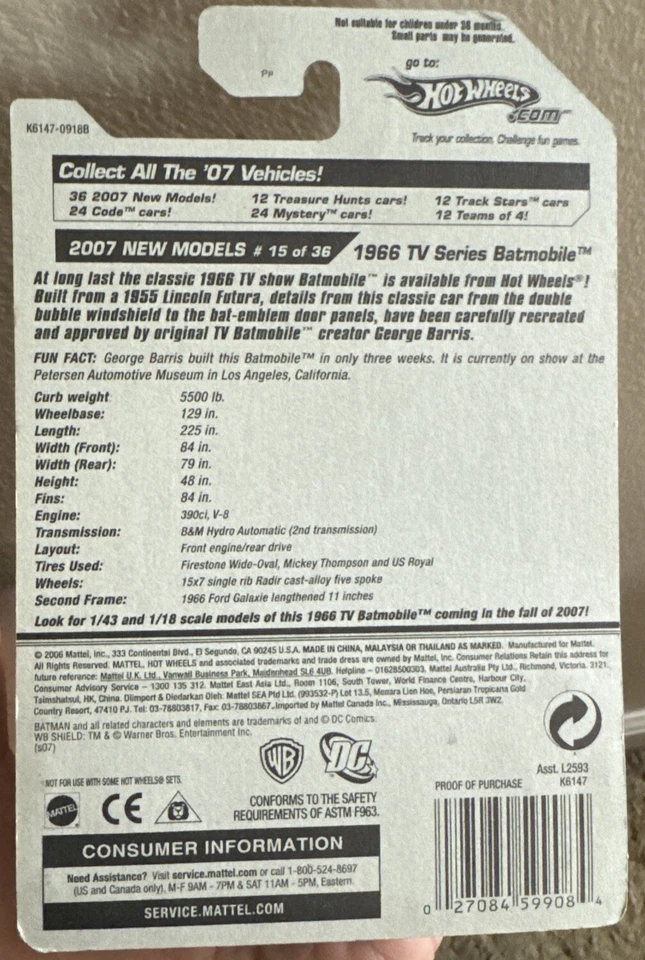 Not suitable for children under 36 months.
Small parts may be generated.
PP
go to:
HOT WHEELS
.COM
K6147-0918B
Track your collection. Challenge fun games.
Collect All The '07 Vehicles!
36 2007 New Models! 12 Treasure Hunts cars! 12 Track Stars™ cars
24 Code™ cars! 24 Mystery™ cars! 12 Teams of 4!
2007 NEW MODELS # 15 of 36 1966 TV Series Batmobile™
At long last the classic 1966 TV show Batmobile™ is available from Hot Wheels®!
Built from a 1955 Lincoln Futura, details from this classic car from the double
bubble windshield to the bat-emblem door panels, have been carefully recreated
and approved by original TV Batmobile™ creator George Barris.
FUN FACT: George Barris built this Batmobile™ in only three weeks. It is currently on show at the
Petersen Automotive Museum in Los Angeles, California.
Curb weight 5500 lb.
Wheelbase: 129 in.
Length: 225 in.
Width (Front): 84 in.
Width (Rear): 79 in.
Height: 48 in.
Fins: 84 in.
Engine: 390ci, V-8
Transmission: B&M Hydro Automatic (2nd transmission)
Layout: Front engine/rear drive
Tires Used: Firestone Wide-Oval, Mickey Thompson and US Royal
Wheels: 15x7 single rib Radir cast-alloy five spoke
Second Frame: 1966 Ford Galaxie lengthened 11 inches
Look for 1/43 and 1/18 scale models of this 1966 TV Batmobile™ coming in the fall of 2007!
© 2006 Mattel, Inc., 333 Continental Blvd., El Segundo, CA 90245 U.S.A. MADE IN CHINA, MALAYSIA OR THAILAND AS MARKED. Manufactured for Mattel.
All Rights Reserved. MATTEL, HOT WHEELS and associated trademarks and trade dress are owned by Mattel, Inc. Consumer Relations Retain this address for
future reference: Mattel U.K. Ltd., Vanwall Business Park, Maidenhead SL6 4UB. Helpline – 01628500303. Mattel Australia Pty Ltd., Richmond, Victoria. 3121.
Consumer Advisory Service – 1300 135 312. Mattel East Asia Ltd., Room 1106, South Tower, World Finance Centre, Harbour City,
Tsimshatsui, HK, China. Diimport & Diedarkan Oleh: Mattel SEA Ptd Ltd. (993532-P) Lot 13.5, Menara Lien Hoe, Persiaran Tropicana Gold
Country Resort, 47410 PJ. Tel: 03-78803817, Fax: 03-78803867. Imported by Mattel Canada Inc., Mississauga, Ontario L5R 3W2.
BATMAN and all related characters and elements are trademarks of and © DC Comics.
WB SHIELD: TM & © Warner Bros. Entertainment Inc.
(s07)
WB
DC
Asst. L2593
K6147
PROOF OF PURCHASE
*NOT FOR USE WITH SOME HOT WHEELS® SETS.
MATTEL
CE
CONFORMS TO THE SAFETY
REQUIREMENTS OF ASTM F963.
CONSUMER INFORMATION
Need Assistance? Visit service.mattel.com or call 1-800-524-8697
(US and Canada only), M-F 9AM - 7PM & SAT 11AM - 5PM, Eastern.
SERVICE.MATTEL.COM
0 27084 59908 4